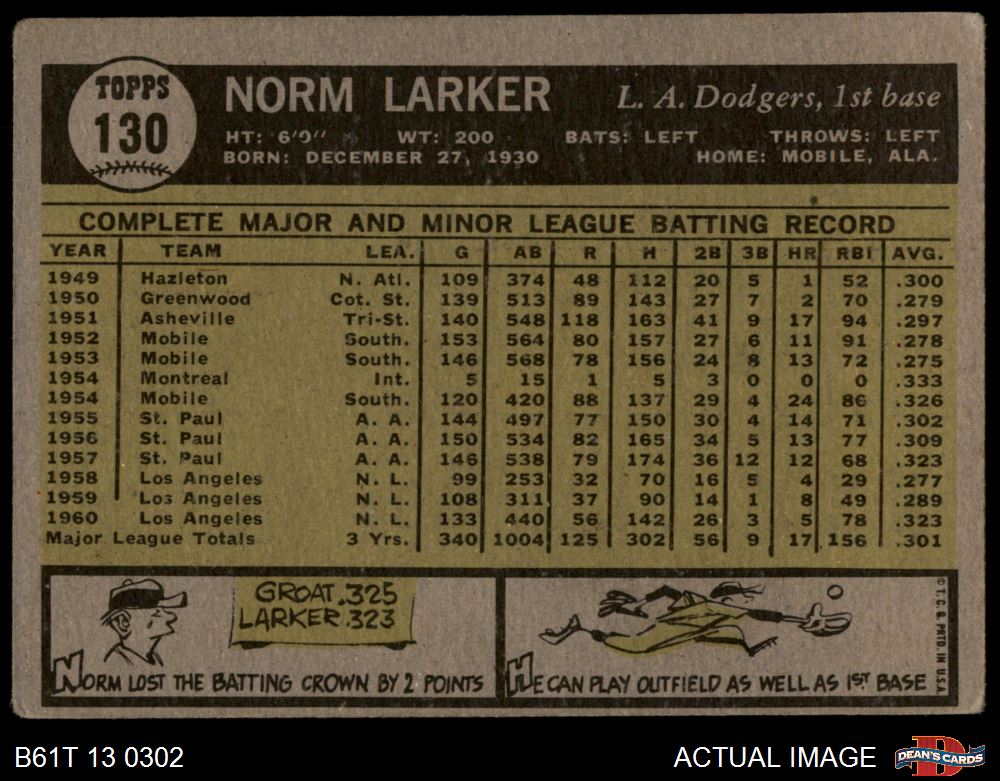 TOPPS
130
NORM LARKER L. A. Dodgers, 1st base
HT: 6'0" WT: 200 BATS: LEFT THROWS: LEFT
BORN: DECEMBER 27, 1930 HOME: MOBILE, ALA.
COMPLETE MAJOR AND MINOR LEAGUE BATTING RECORD
YEAR TEAM LEA. G AB R H 2B 3B HR RBI AVG.
1949 Hazleton N. Atl. 109 374 48 112 20 5 1 52 .300
1950 Greenwood Cot. St. 139 513 89 143 27 7 2 70 .279
1951 Asheville Tri-St. 140 548 118 163 41 9 17 94 .297
1952 Mobile South. 153 564 80 157 27 6 11 91 .278
1953 Mobile South. 146 568 78 156 24 8 13 72 .275
1954 Montreal Int. 5 15 1 5 3 0 0 0 .333
1954 Mobile South. 120 420 88 137 29 4 24 86 .326
1955 St. Paul A. A. 144 497 77 150 30 4 14 71 .302
1956 St. Paul A. A. 150 534 82 165 34 5 13 77 .309
1957 St. Paul A. A. 146 538 79 174 36 12 12 68 .323
1958 Los Angeles N. L. 99 253 32 70 16 5 4 29 .277
1959 Los Angeles N. L. 108 311 37 90 14 1 8 49 .289
1960 Los Angeles N. L. 133 440 56 142 26 3 5 78 .323
Major League Totals 3 Yrs. 340 1004 125 302 56 9 17 156 .301
GROAT .325
LARKER .323
NORM LOST THE BATTING CROWN BY 2 POINTS
HE CAN PLAY OUTFIELD AS WELL AS 1ST BASE
© T. C. G. PRTD. IN U.S.A.
B61T 13 0302 ACTUAL IMAGE
D
DEAN'S CARDS